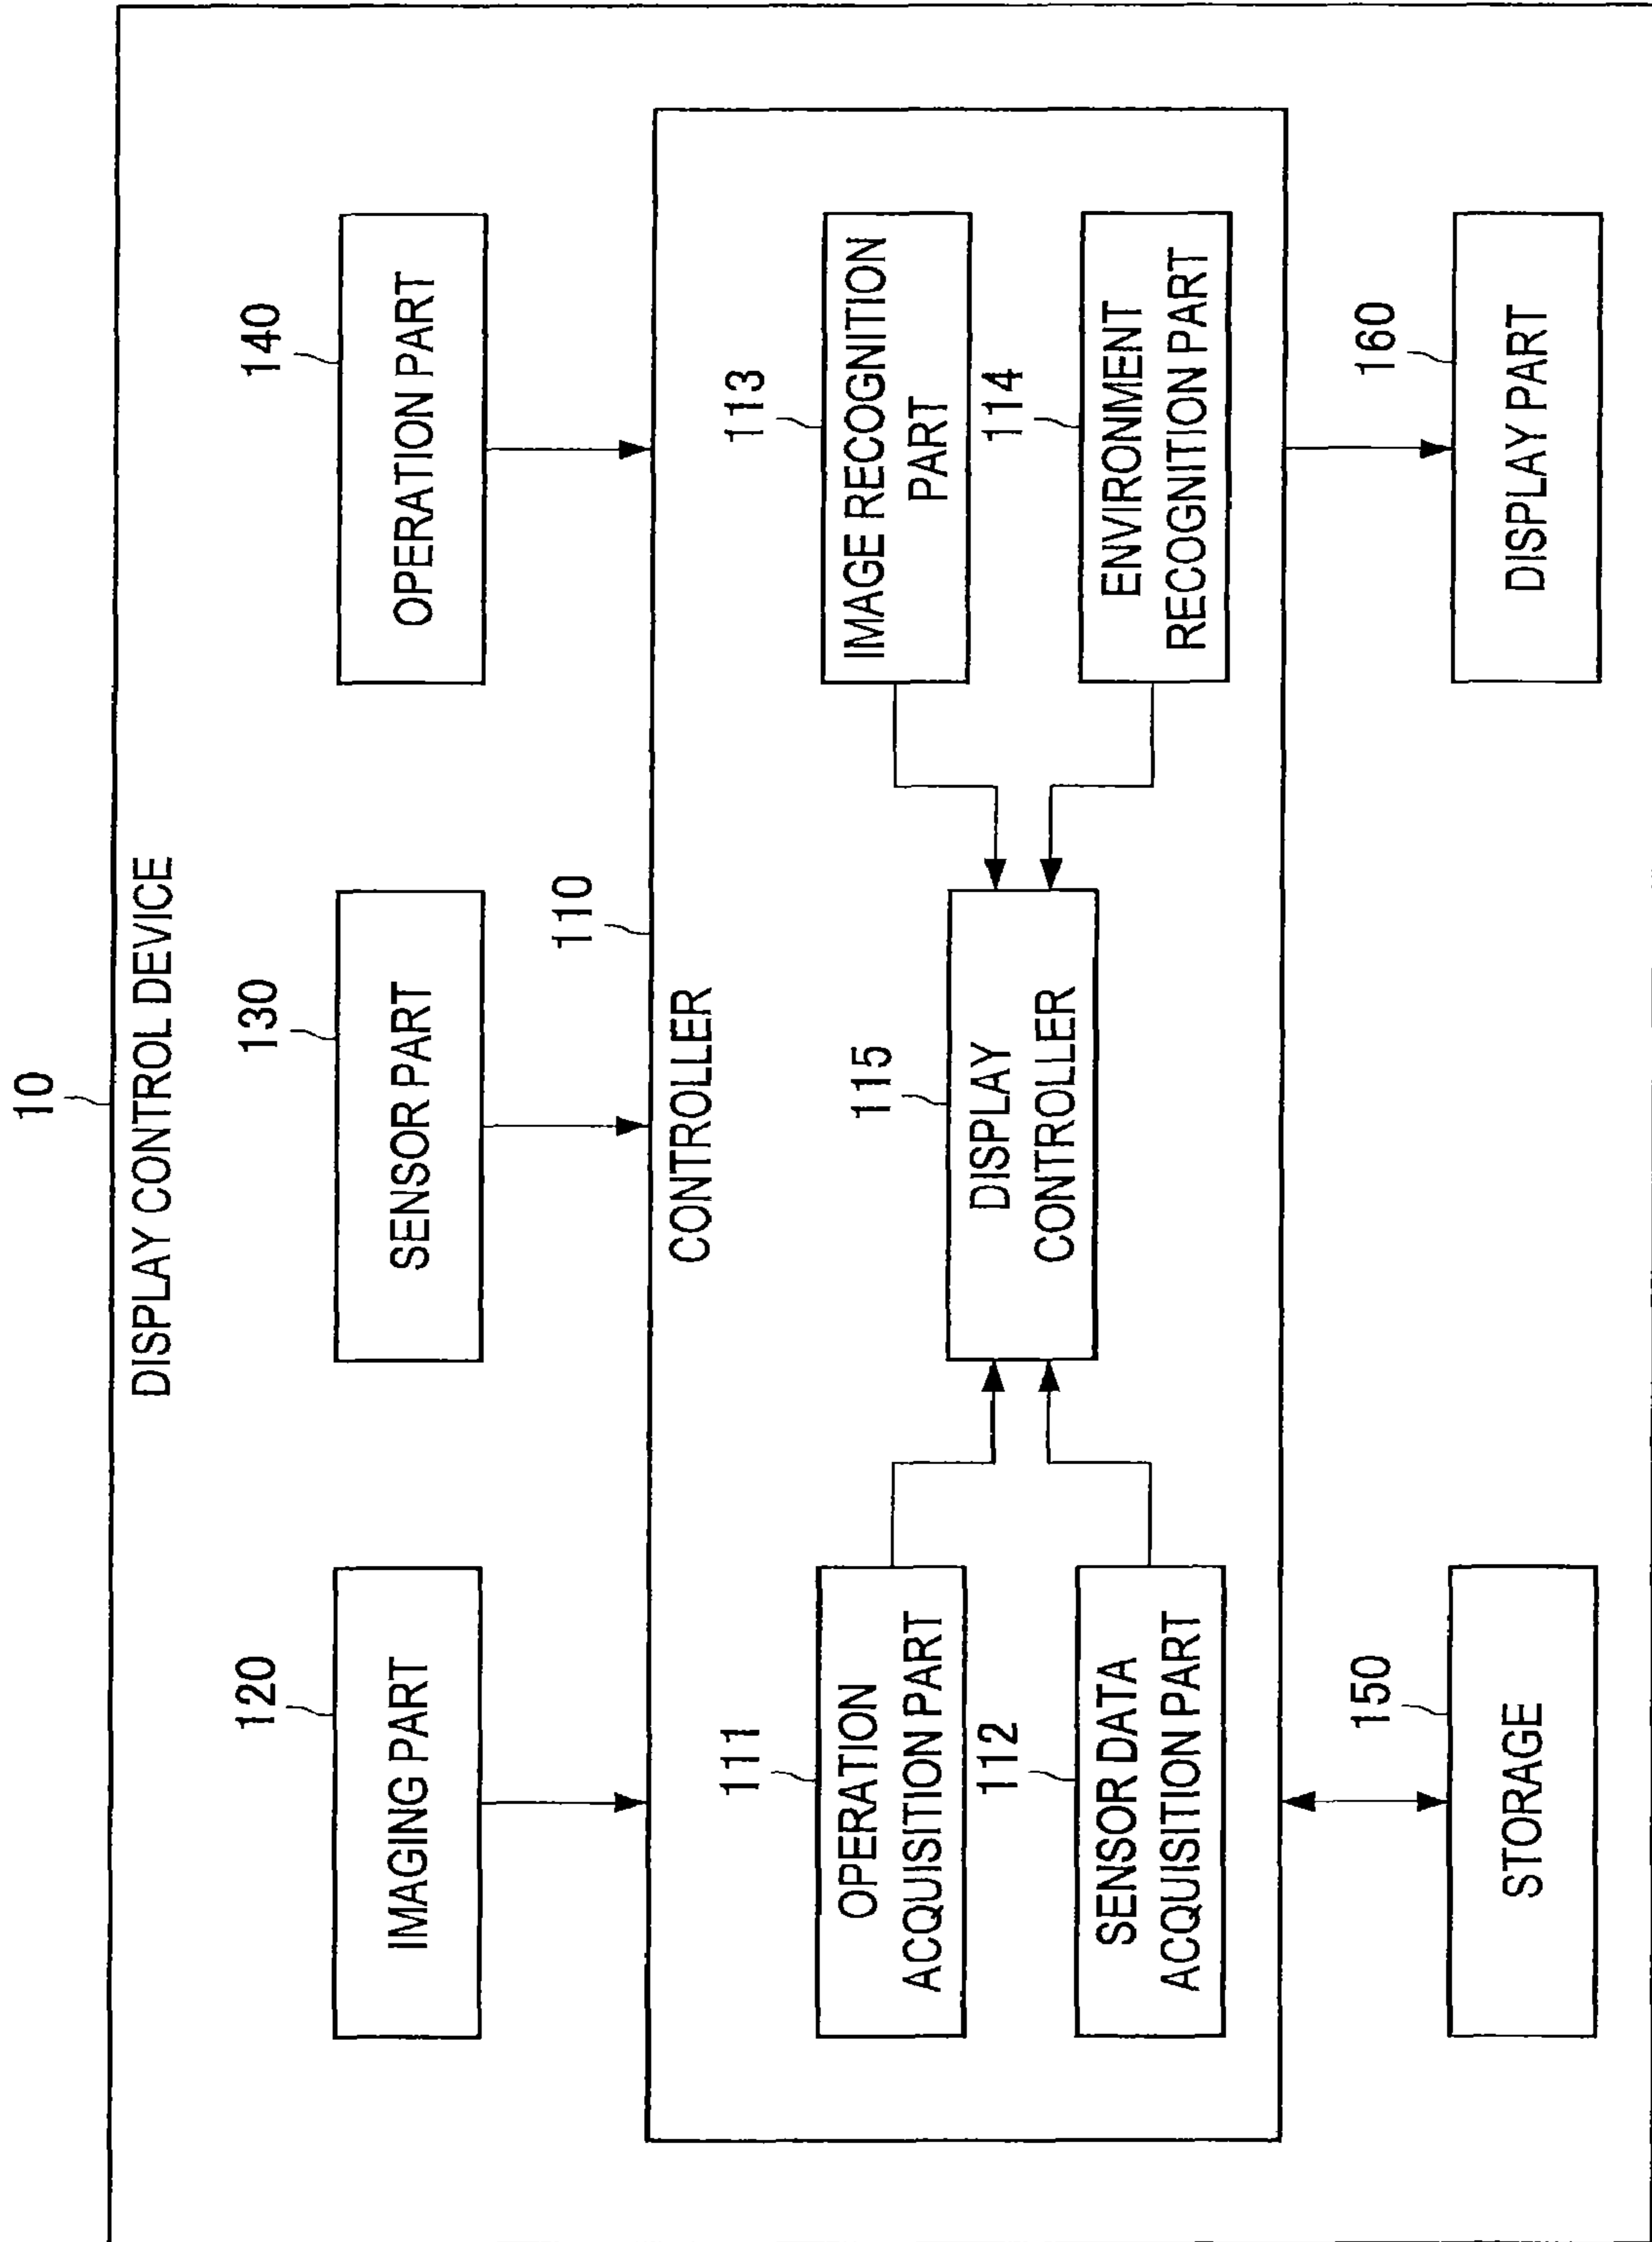 10
DISPLAY CONTROL DEVICE
120
130
140
IMAGING PART
SENSOR PART
OPERATION PART
110
CONTROLLER
111
OPERATION
ACQUISITION PART
112
SENSOR DATA
ACQUISITION PART
115
DISPLAY
CONTROLLER
113
IMAGE RECOGNITION
PART
114
ENVIRONMENT
RECOGNITION PART
150
STORAGE
160
DISPLAY PART